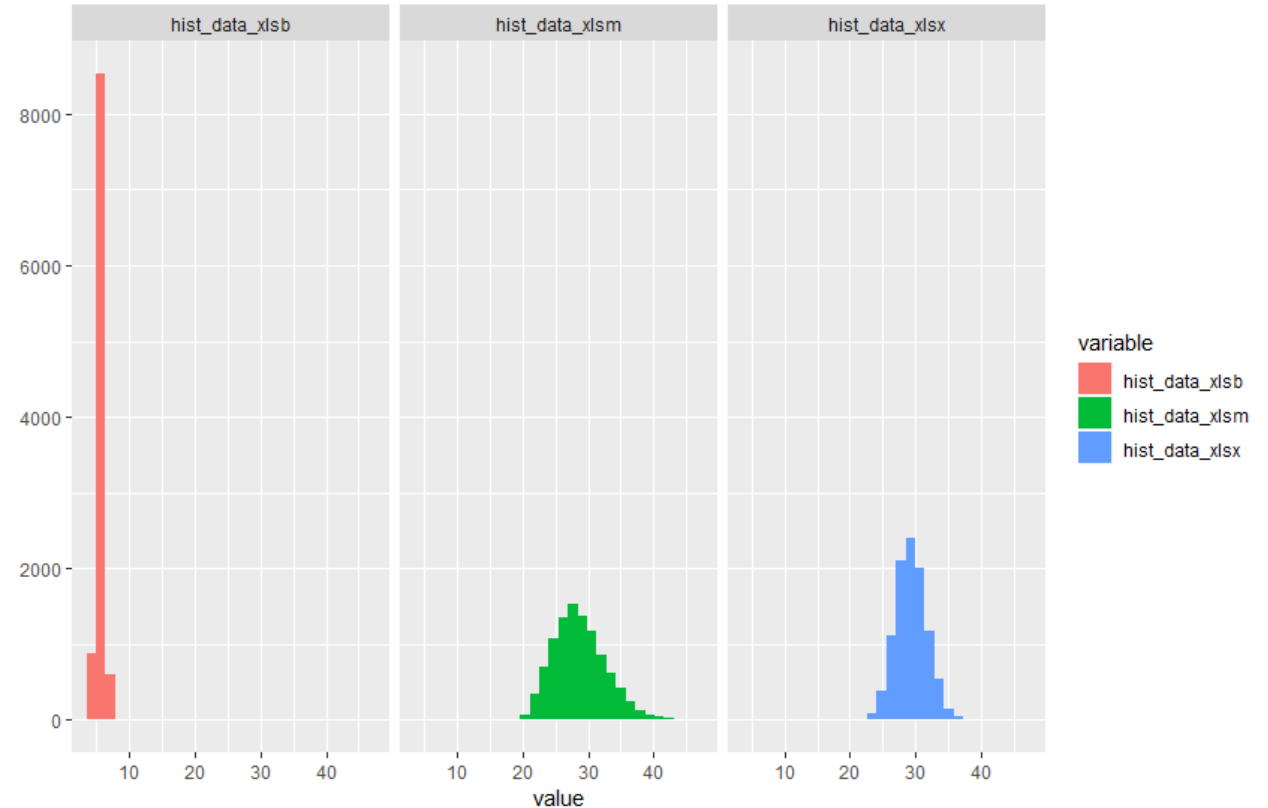 hist_data_xlsb hist_data_xlsm hist_data_xlsx
8000
6000
4000
2000
0
10 20 30 40 10 20 30 40 10 20 30 40
value
variable
hist_data_xlsb
hist_data_xlsm
hist_data_xlsx